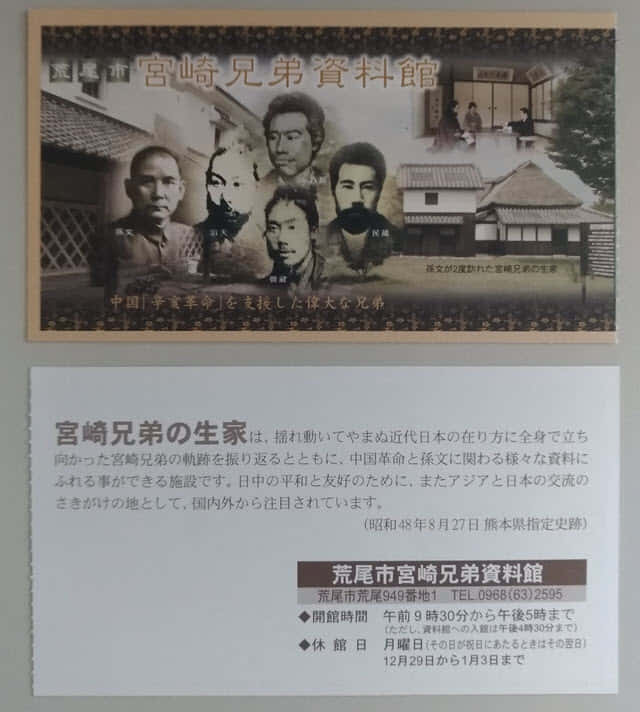 荒尾市 宮崎兄弟資料館
孫文
民蔵
彌蔵
孫文が2度訪れた宮崎兄弟の生家
中国「辛亥革命」を支援した偉大な兄弟
宮崎兄弟の生家は、揺れ動いてやまぬ近代日本の在り方に全身で立ち
向かった宮崎兄弟の軌跡を振り返るとともに、中国革命と孫文に関わる様々な資料に
ふれる事ができる施設です。日中の平和と友好のために、またアジアと日本の交流の
さきがけの地として、国内外から注目されています。
(昭和48年8月27日 熊本県指定史跡)
荒尾市宮崎兄弟資料館
荒尾市荒尾949番地1 TEL.0968(63)2595
◆開館時間 午前9時30分から午後5時まで
(ただし、資料館への入館は午後4時30分まで)
◆休館日 月曜日(その日が祝日にあたるときはその翌日)
12月29日から1月3日まで